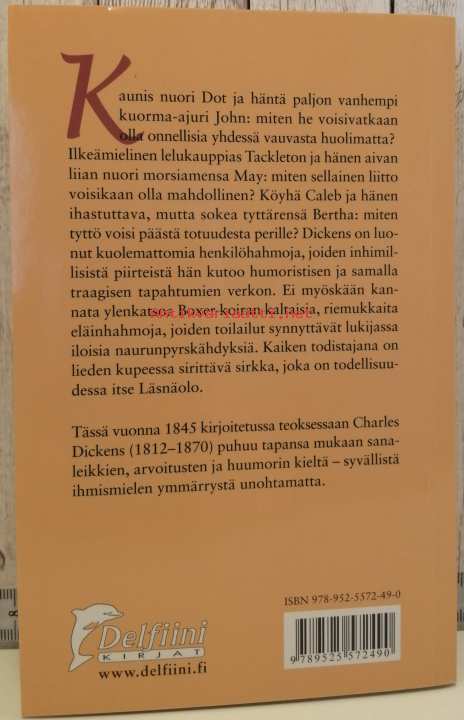 Kaunis nuori Dot ja häntä paljon vanhempi
kuorma-ajuri John: miten he voisivatkaan
olla onnellisia yhdessä vauvasta huolimatta?
Ilkeämielinen lelukauppias Tackleton ja hänen aivan
liian nuori morsiamensa May: miten sellainen liitto
voisikaan olla mahdollinen? Köyhä Caleb ja hänen
ihastuttava, mutta sokea tyttärensä Bertha: miten
tyttö voisi päästä totuudesta perille? Dickens on luo-
nut kuolemattomia henkilöhahmoja, joiden inhimil-
lisistä piirteistä hän kutoo humoristisen ja samalla
traagisen tapahtumien verkon. Ei myöskään kan-
nata ylenkatsoa Boxer-koiran kaltaisia, riemukkaita
eläinhahmoja, joiden toilailut synnyttävät lukijassa
iloisia naurunpyrskähdyksiä. Kaiken todistajana on
lieden kupeessa sirittävä sirkka, joka on todellisuu-
dessa itse Läsnäolo.
Tässä vuonna 1845 kirjoitetussa teoksessaan Charles
Dickens (1812–1870) puhuu tapansa mukaan sana-
leikkien, arvoitusten ja huumorin kieltä – syvällistä
ihmismielen ymmärrystä unohtamatta.
ISBN 978-952-5572-49-0
9 789525 572490
Delfiini
KIRJAT
www.delfiini.fi